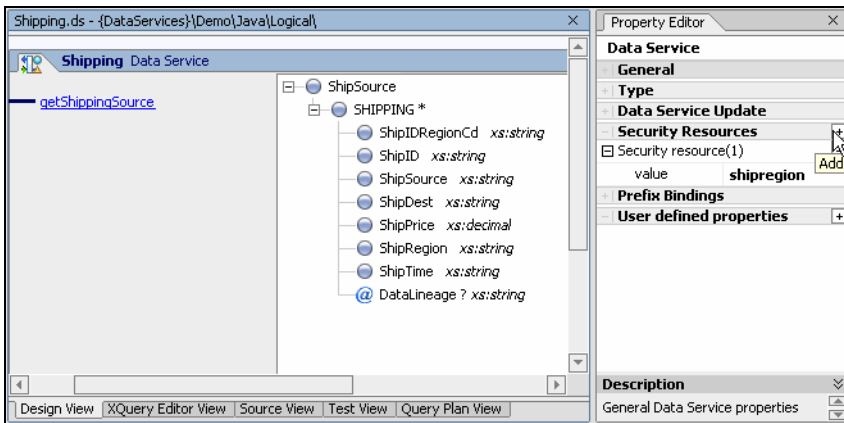 Shipping.ds - {DataServices}\Demo\Java\Logical\
Shipping Data Service
getShippingSource
ShipSource
SHIPPING *
ShipIDRegionCd xs:string
ShipID xs:string
ShipSource xs:string
ShipDest xs:string
ShipPrice xs:decimal
ShipRegion xs:string
ShipTime xs:string
@ DataLineage ? xs:string
Design View XQuery Editor View Source View Test View Query Plan View
Property Editor
Data Service
General
Type
Data Service Update
Security Resources
Security resource(1)
Add
value shipregion
Prefix Bindings
User defined properties
Description
General Data Service properties